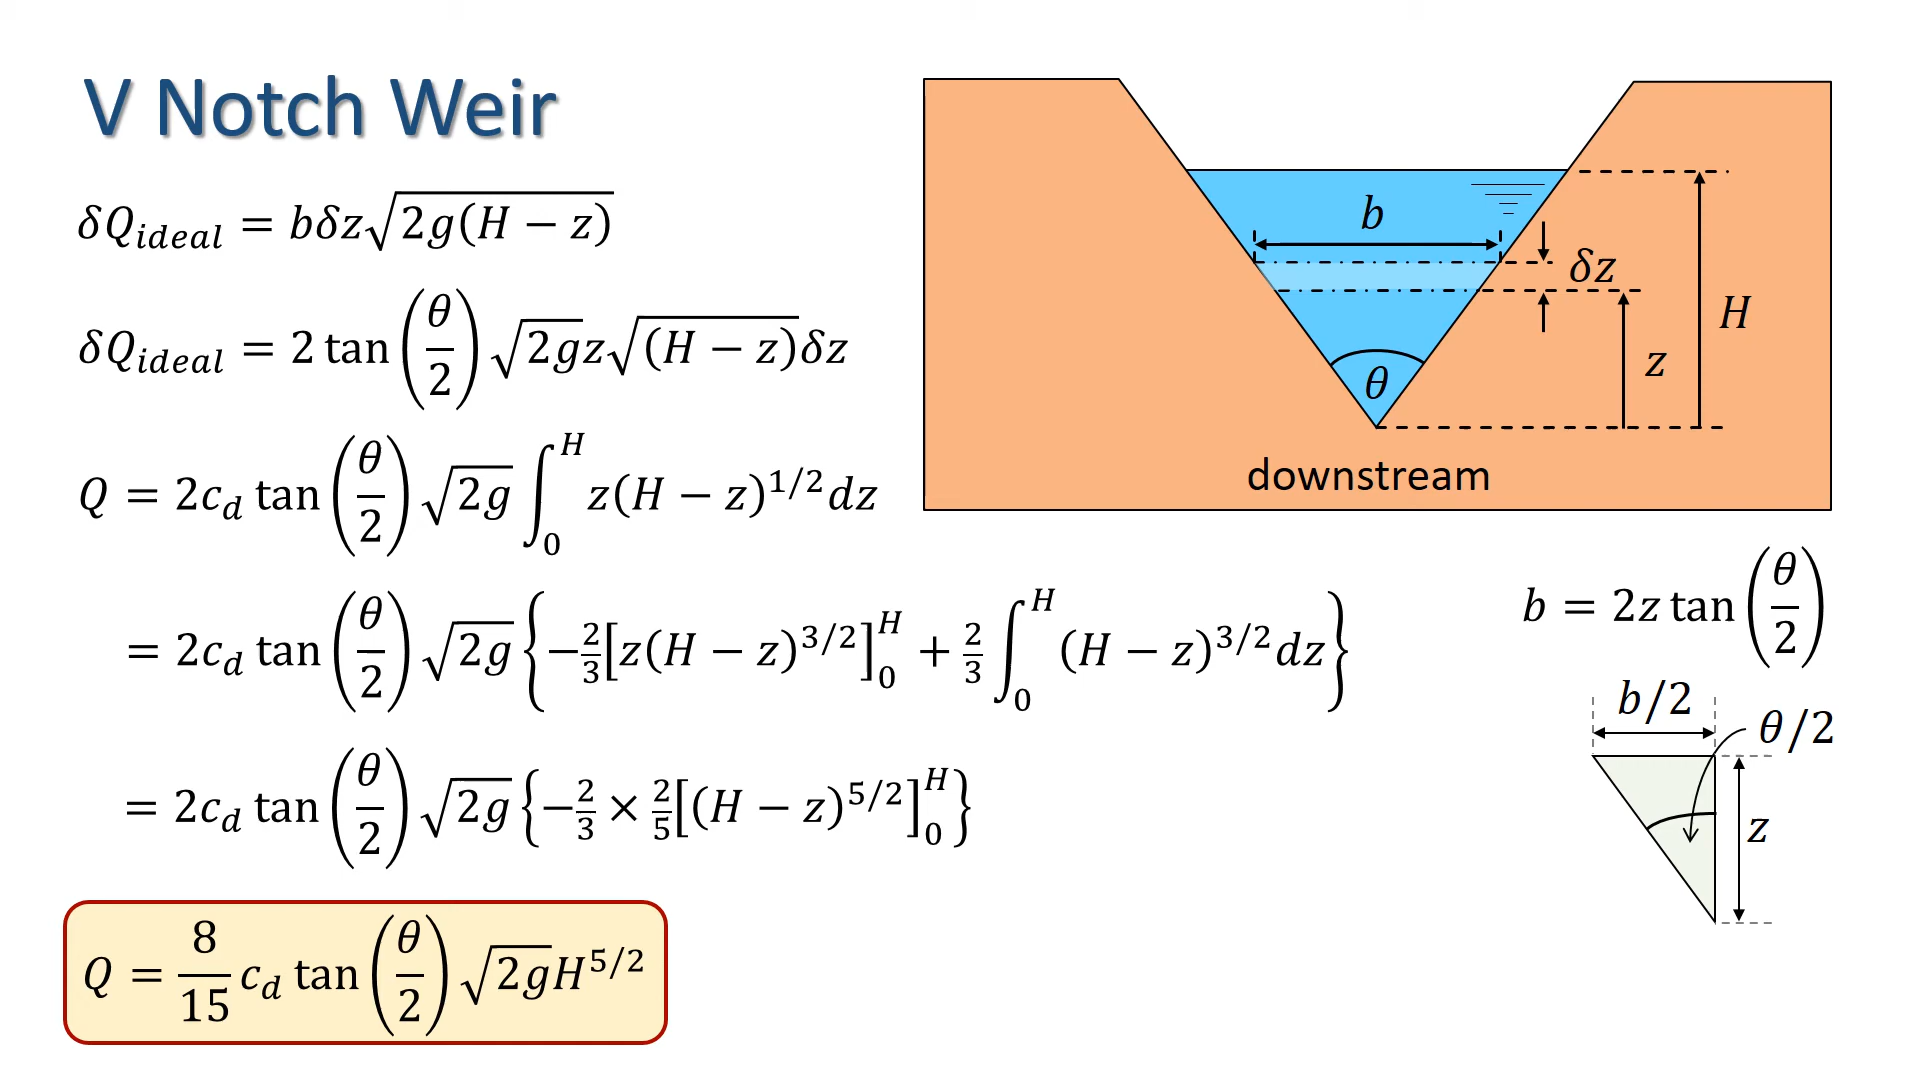 V Notch Weir
δQ_ideal = bδz√(2g(H − z))
δQ_ideal = 2 tan(θ/2) √(2g) z√((H − z)) δz
Q = 2c_d tan(θ/2) √(2g) ∫_0^H z(H − z)^{1/2} dz
= 2c_d tan(θ/2) √(2g) {−2/3 [z(H − z)^{3/2}]_0^H + 2/3 ∫_0^H (H − z)^{3/2} dz}
= 2c_d tan(θ/2) √(2g) {−2/3 × 2/5 [(H − z)^{5/2}]_0^H}
Q = 8/15 c_d tan(θ/2) √(2g) H^{5/2}
b
δz
H
z
θ
downstream
b = 2z tan(θ/2)
b/2
θ/2
z